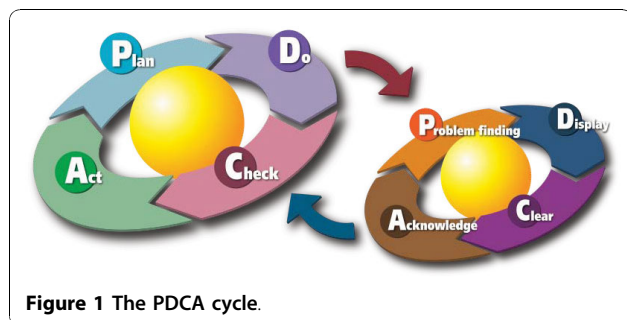 Plan
Do
Check
Act
Problem finding
Display
Clear
Acknowledge
Figure 1 The PDCA cycle.